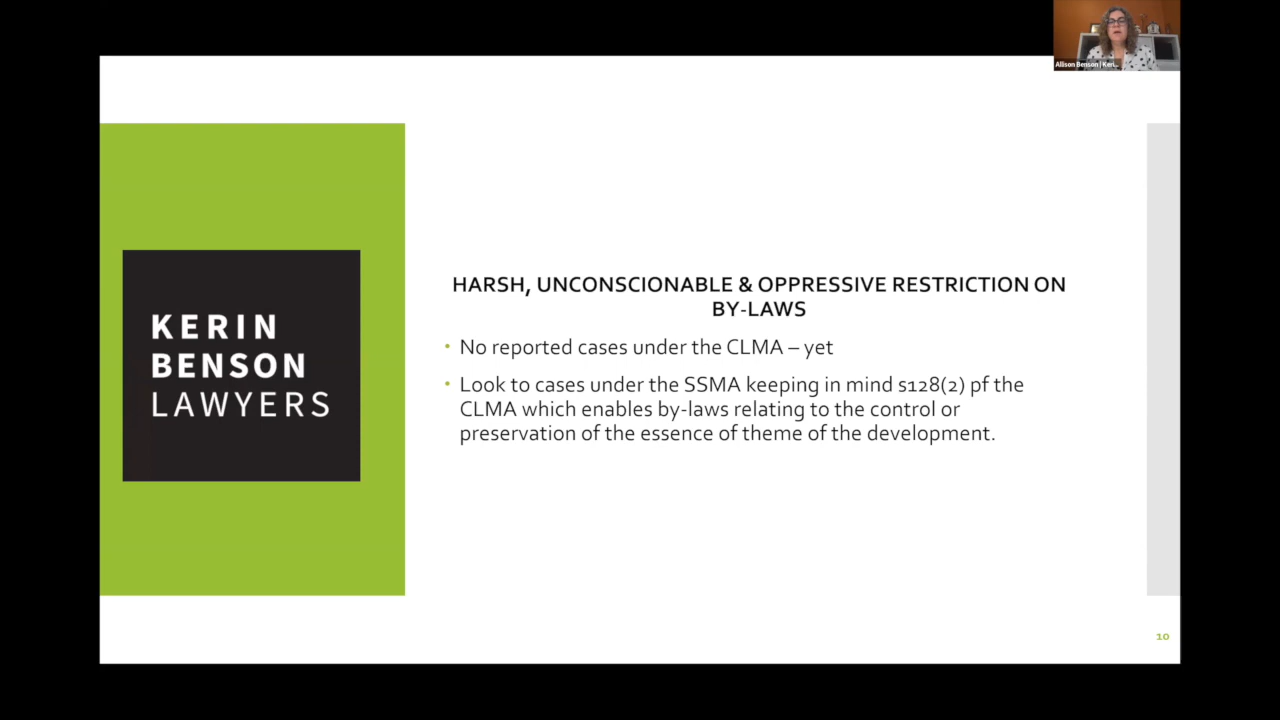 Allison Benson | Keri...
KERIN
BENSON
LAWYERS
HARSH, UNCONSCIONABLE & OPPRESSIVE RESTRICTION ON
BY-LAWS
• No reported cases under the CLMA – yet
• Look to cases under the SSMA keeping in mind s128(2) pf the
CLMA which enables by-laws relating to the control or
preservation of the essence of theme of the development.
10